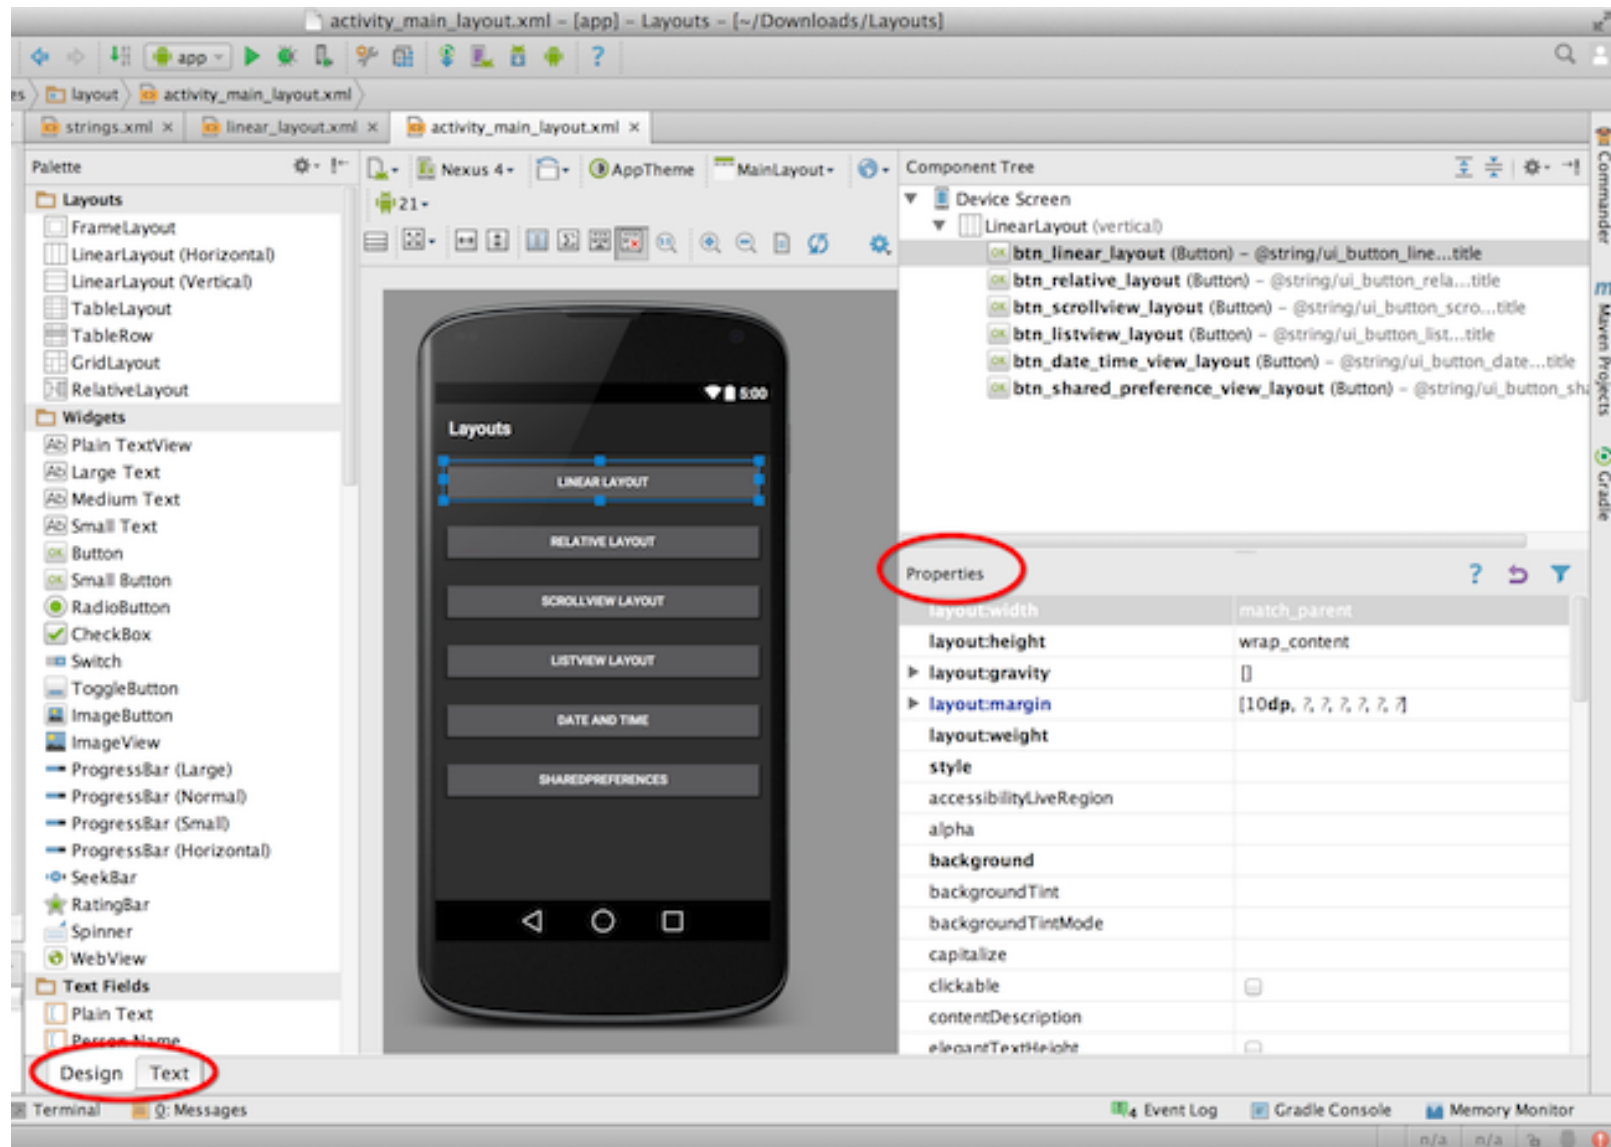 activity_main_layout.xml – [app] – Layouts – [~/Downloads/Layouts]
app
?
es layout activity_main_layout.xml
strings.xml × linear_layout.xml × activity_main_layout.xml ×
Palette
Layouts
FrameLayout
LinearLayout (Horizontal)
LinearLayout (Vertical)
TableLayout
TableRow
GridLayout
RelativeLayout
Widgets
Plain TextView
Large Text
Medium Text
Small Text
Button
Small Button
RadioButton
CheckBox
Switch
ToggleButton
ImageButton
ImageView
ProgressBar (Large)
ProgressBar (Normal)
ProgressBar (Small)
ProgressBar (Horizontal)
SeekBar
RatingBar
Spinner
WebView
Text Fields
Plain Text
Person Name
Design Text
Nexus 4 AppTheme MainLayout
21
5:00
Layouts
LINEAR LAYOUT
RELATIVE LAYOUT
SCROLLVIEW LAYOUT
LISTVIEW LAYOUT
DATE AND TIME
SHAREDPREFERENCES
Component Tree
Device Screen
LinearLayout (vertical)
btn_linear_layout (Button) – @string/ui_button_line...title
btn_relative_layout (Button) – @string/ui_button_rela...title
btn_scrollview_layout (Button) – @string/ui_button_scro...title
btn_listview_layout (Button) – @string/ui_button_list...title
btn_date_time_view_layout (Button) – @string/ui_button_date...title
btn_shared_preference_view_layout (Button) – @string/ui_button_sha
Properties ?
layout:width match_parent
layout:height wrap_content
layout:gravity []
layout:margin [10dp, ?, ?, ?, ?, ?, ?]
layout:weight
style
accessibilityLiveRegion
alpha
background
backgroundTint
backgroundTintMode
capitalize
clickable
contentDescription
elegantTextHeight
Commander
m Maven Projects
Gradle
Terminal 0: Messages 4 Event Log Gradle Console Memory Monitor
n/a n/a